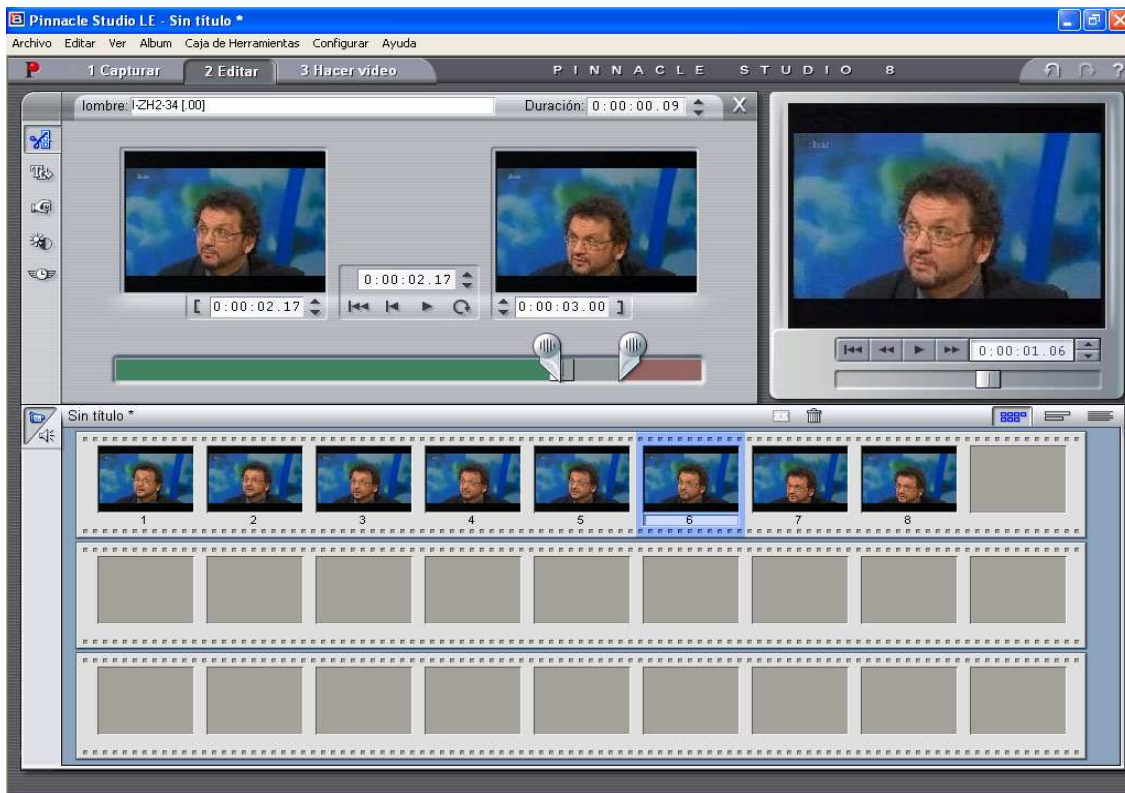 Pinnacle Studio LE - Sin título *
Archivo Editar Ver Album Caja de Herramientas Configurar Ayuda
1 Capturar 2 Editar 3 Hacer vídeo PINNACLE STUDIO 8 ?
lombre: I-ZH2-34 [.00] Duración: 0:00:00.09 X
0:00:02.17
[ 0:00:02.17 0:00:03.00 ]
0:00:01.06
Sin título *
1 2 3 4 5 6 7 8